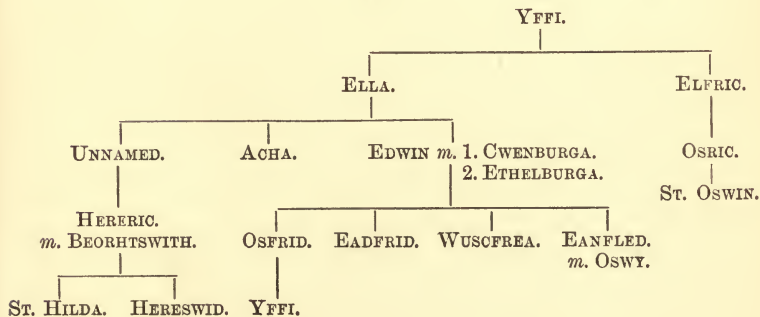 YFFI.
ELLA. ELFRIC.
UNNAMED. ACHA. EDWIN m. 1. CWENBURGA. OSRIC.
2. ETHELBURGA.
ST. OSWIN.
HERERIC.
m. BEORHTSWITH. OSFRID. EADFRID. WUSCFREA. EANFLED.
m. OSWY.
ST. HILDA. HERESWID. YFFI.